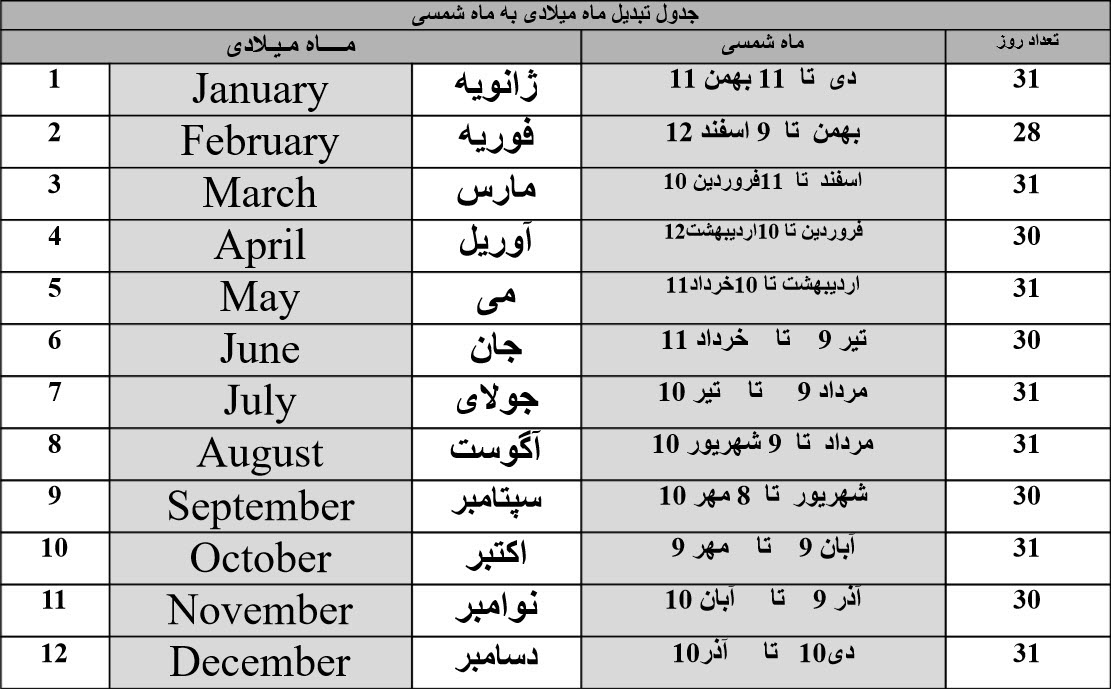 جدول تبدیل ماه میلادی به ماه شمسی
تعداد روز ماه شمسی مـــاه میـلادی
31 دی تا 11 بهمن 11 ژانویه January 1
28 بهمن تا 9 اسفند 12 فوریه February 2
31 اسفند تا 11فروردین 10 مارس March 3
30 فروردین تا 10اردیبهشت12 آوریل April 4
31 اردیبهشت تا 10خرداد11 می May 5
30 تیر 9 تا خرداد 11 جان June 6
31 مرداد 9 تا تیر 10 جولای July 7
31 مرداد تا 9 شهریور 10 آگوست August 8
30 شهریور تا 8 مهر 10 سپتامبر September 9
31 آبان 9 تا مهر 9 اکتبر October 10
30 آذر 9 تا آبان 10 نوامبر November 11
31 دی10 تا آذر10 دسامبر December 12